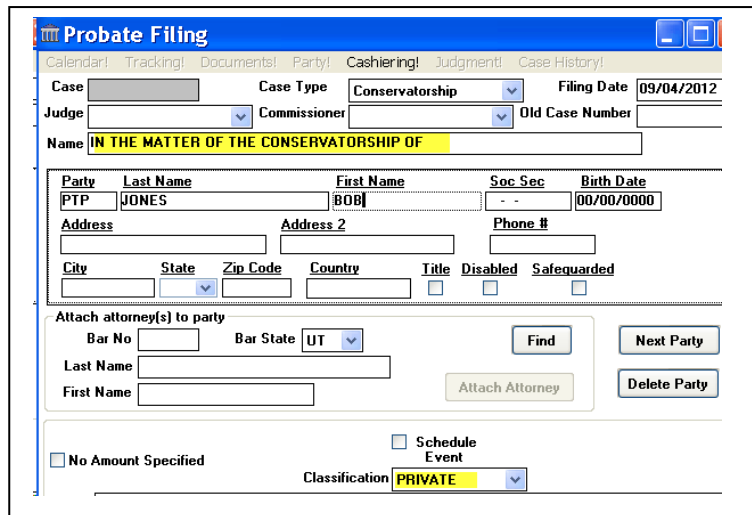 Probate Filing
Calendar! Tracking! Documents! Party! Cashiering! Judgment! Case History!
Case Case Type Conservatorship Filing Date 09/04/2012
Judge Commissioner Old Case Number
Name IN THE MATTER OF THE CONSERVATORSHIP OF
Party Last Name First Name Soc Sec Birth Date
PTP JONES BOB - - 00/00/0000
Address Address 2 Phone #
City State Zip Code Country Title Disabled Safeguarded
Attach attorney(s) to party
Bar No Bar State UT Find Next Party
Last Name
First Name Attach Attorney Delete Party
Schedule
No Amount Specified Event
Classification PRIVATE